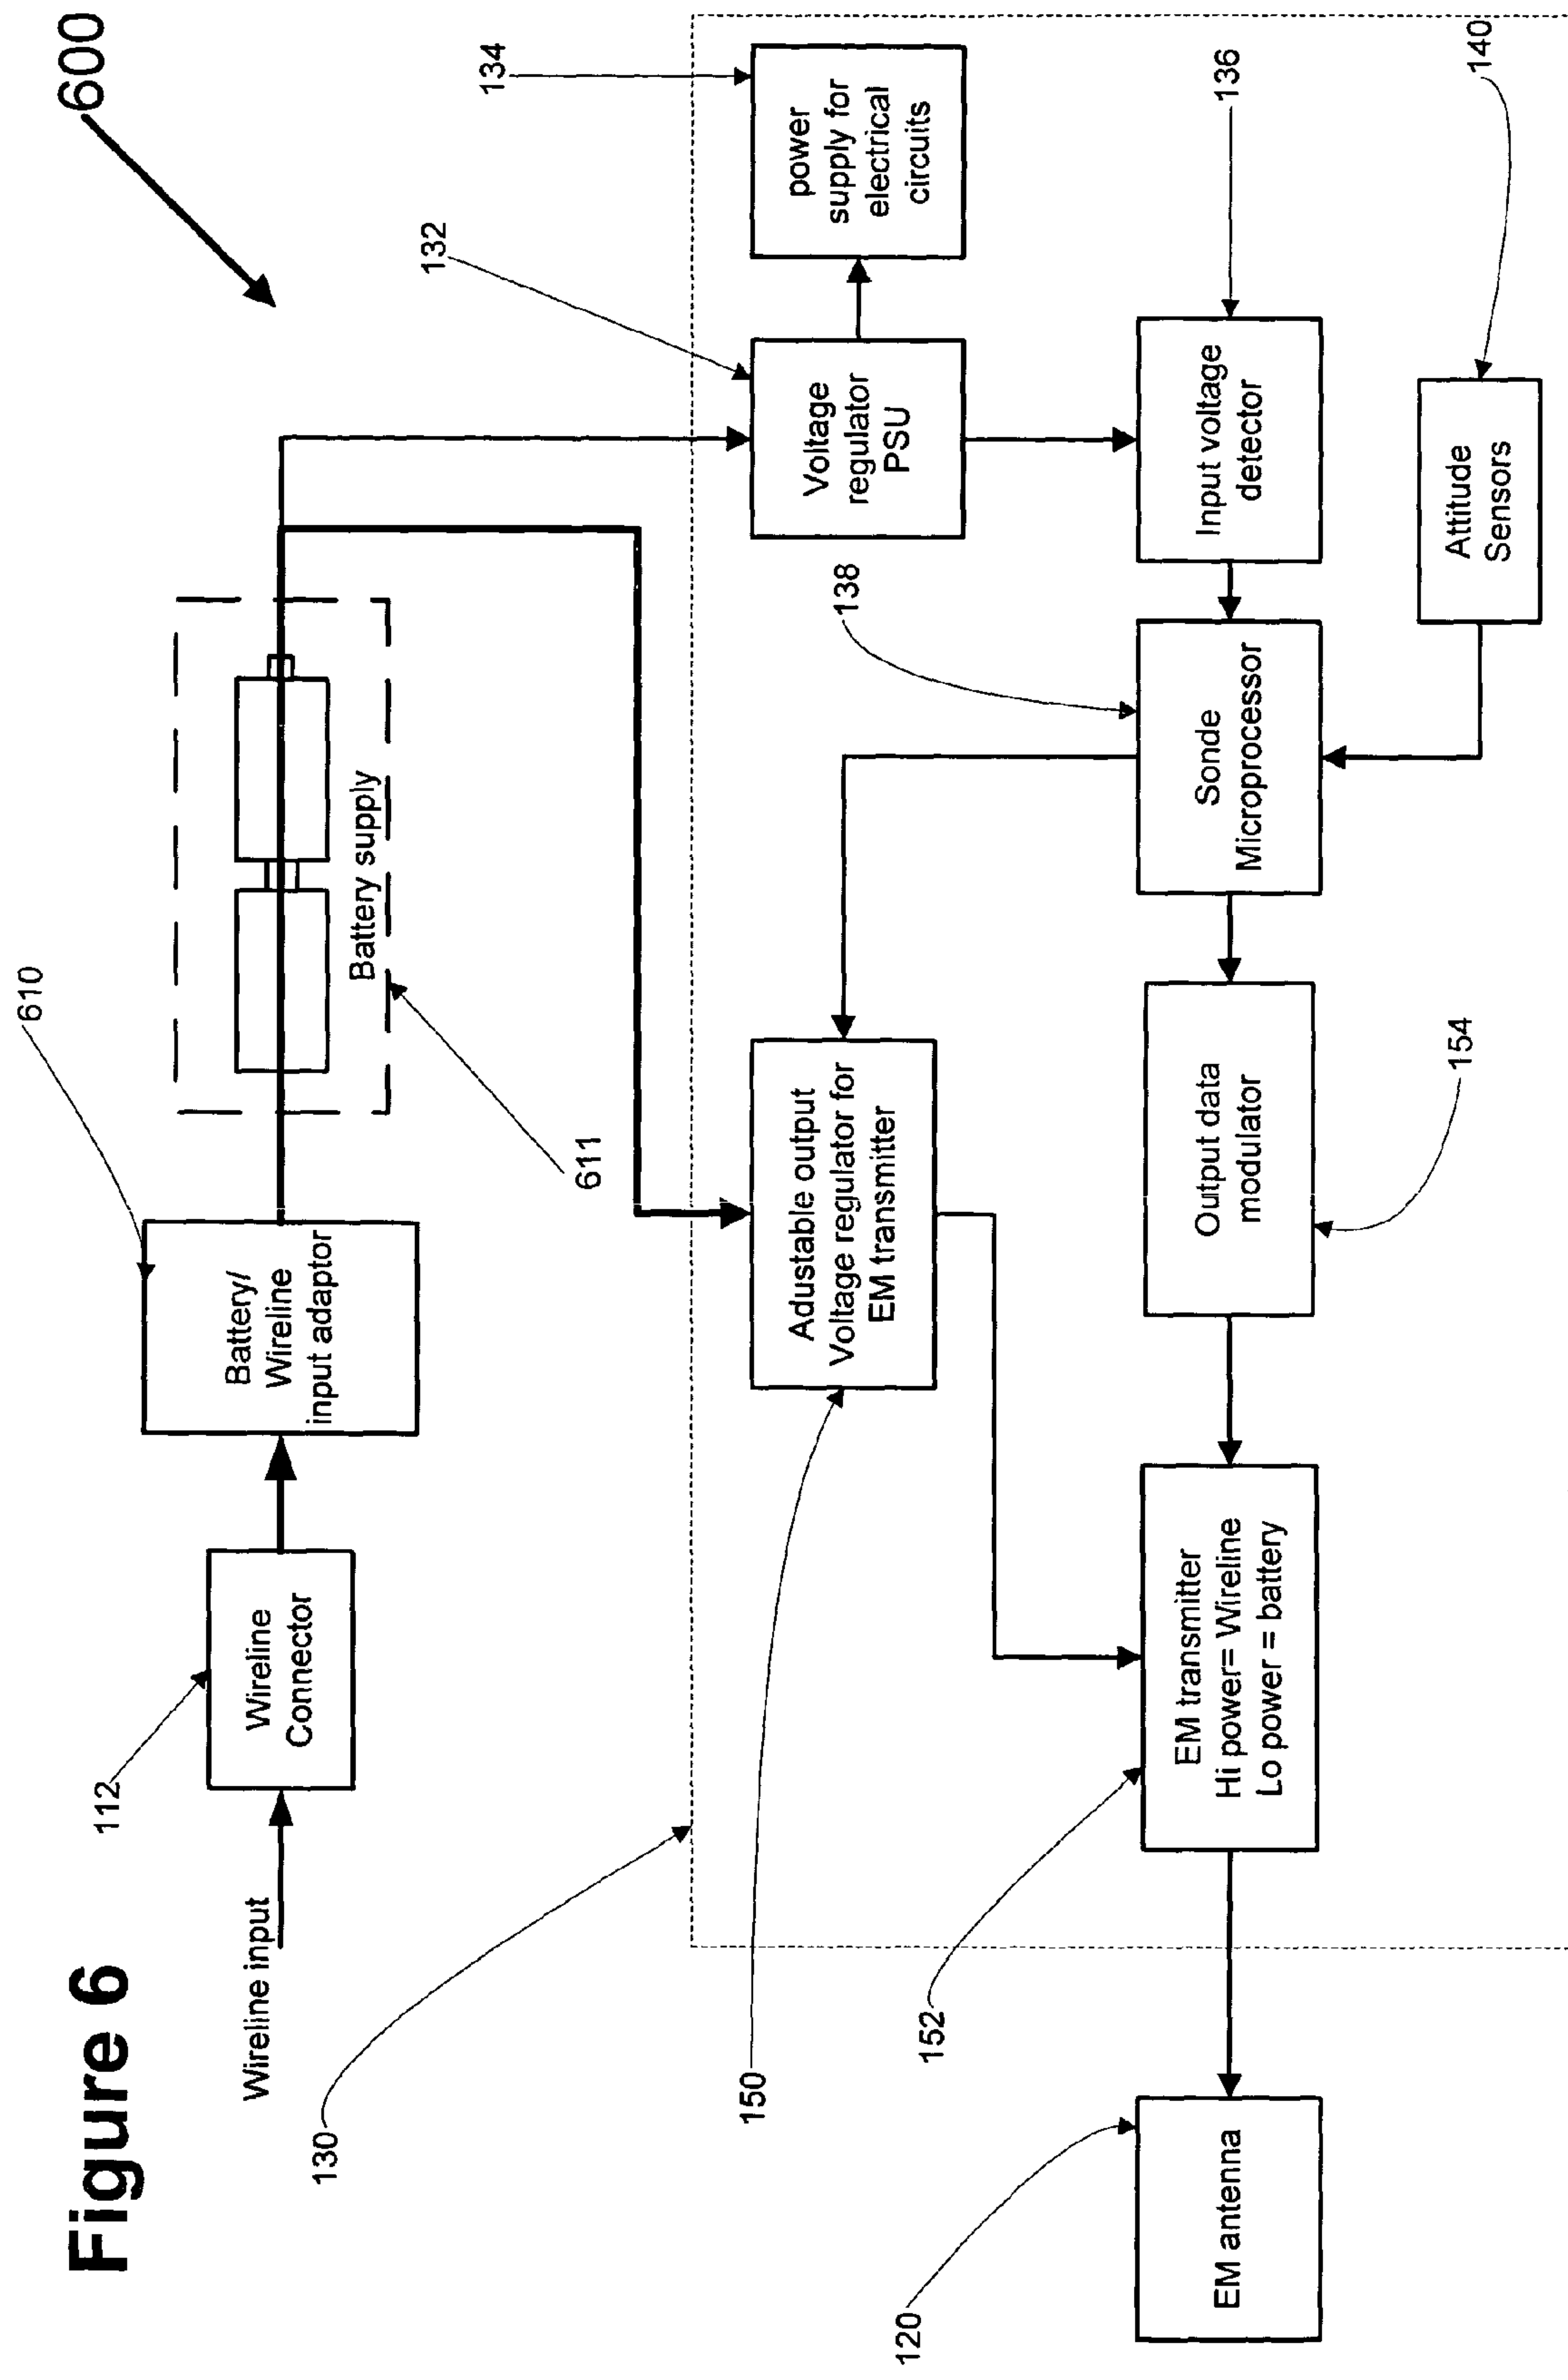 Figure 6
600
Wireline input
112
Wireline
Connector
610
Battery/
Wireline
input adaptor
Battery supply
611
132
134
power
supply for
electrical
circuits
Voltage
regulator
PSU
130
150
Adustable output
Voltage regulator for
EM transmitter
138
136
Input voltage
detector
140
Attitude
Sensors
Sonde
Microprocessor
Output data
modulator
154
152
EM transmitter
Hi power= Wireline
Lo power = battery
120
EM antenna